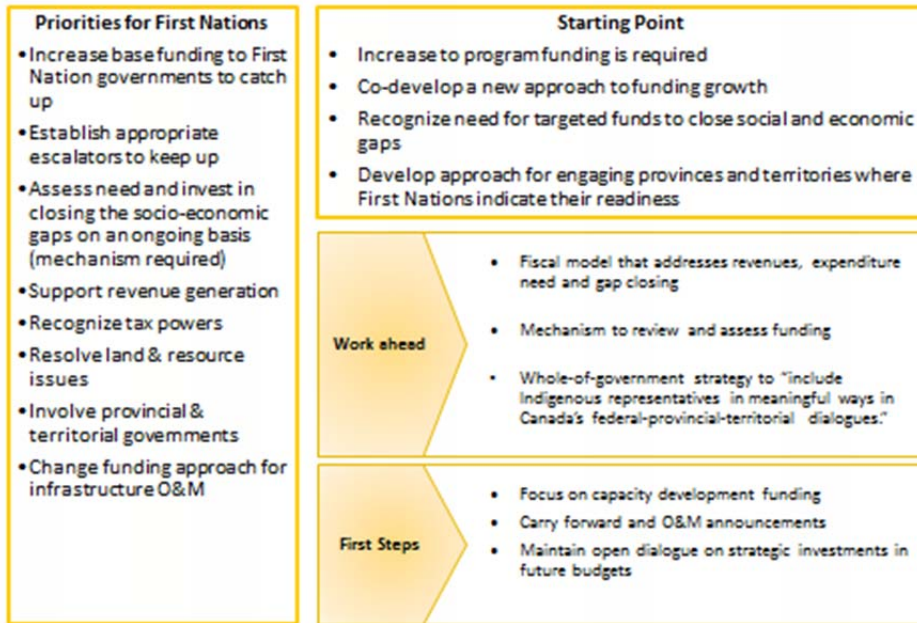 Priorities for First Nations
•Increase base funding to First
Nation governments to catch
up
•Establish appropriate
escalators to keep up
•Assess need and invest in
closing the socio-economic
gaps on an ongoing basis
(mechanism required)
•Support revenue generation
•Recognize tax powers
•Resolve land & resource
issues
•Involve provincial &
territorial governments
•Change funding approach for
infrastructure O&M
Starting Point
• Increase to program funding is required
• Co-develop a new approach to funding growth
• Recognize need for targeted funds to close social and economic
gaps
• Develop approach for engaging provinces and territories where
First Nations indicate their readiness
Work ahead
• Fiscal model that addresses revenues, expenditure
need and gap closing
• Mechanism to review and assess funding
• Whole-of-government strategy to "include
Indigenous representatives in meaningful ways in
Canada's federal-provincial-territorial dialogues."
First Steps
• Focus on capacity development funding
• Carry forward and O&M announcements
• Maintain open dialogue on strategic investments in
future budgets